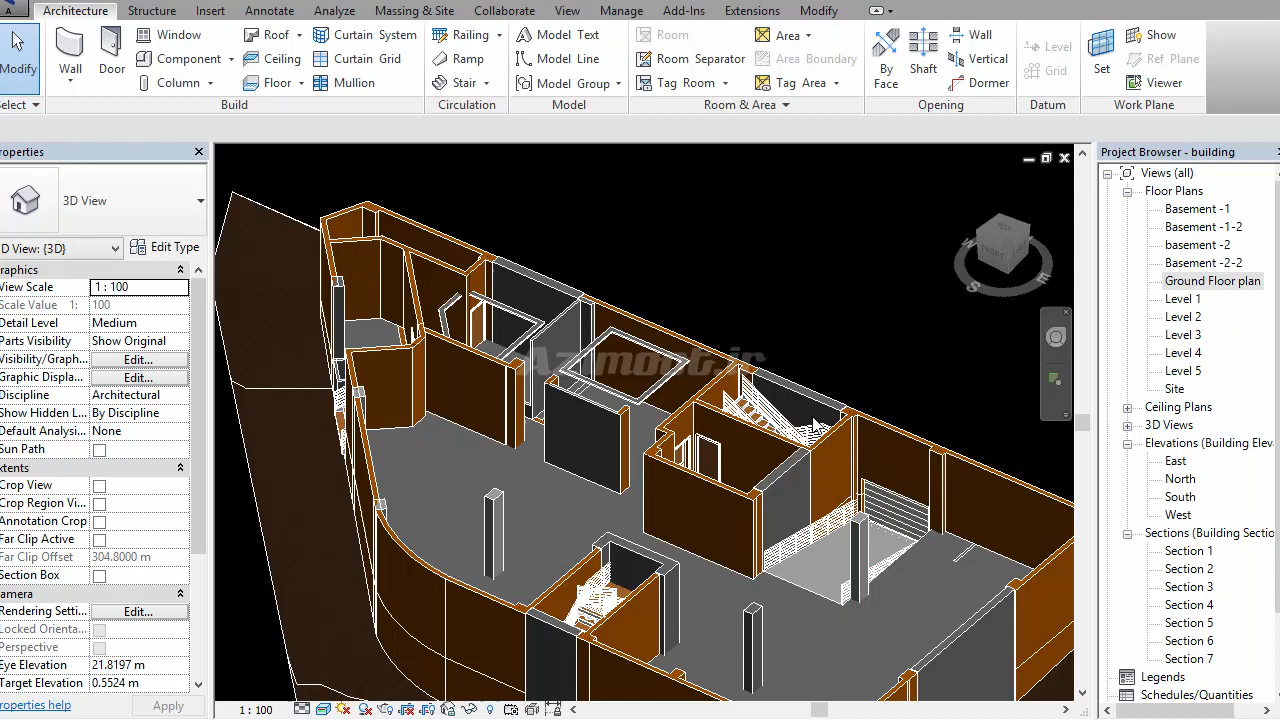 Architecture Structure Insert Annotate Analyze Massing & Site Collaborate View Manage Add-Ins Extensions Modify
Modify
Select
Wall
Door
Window
Component
Column
Roof
Ceiling
Floor
Curtain System
Curtain Grid
Mullion
Build
Railing
Ramp
Stair
Circulation
Model Text
Model Line
Model Group
Model
Room
Room Separator
Tag Room
Area
Area Boundary
Tag Area
Room & Area
By Face
Shaft
Wall
Vertical
Dormer
Opening
Level
Grid
Datum
Set
Show
Ref Plane
Viewer
Work Plane
roperties
3D View
D View: {3D} Edit Type
raphics
View Scale 1 : 100
Scale Value 1: 100
Detail Level Medium
Parts Visibility Show Original
Visibility/Graph... Edit...
Graphic Displa... Edit...
Discipline Architectural
Show Hidden L... By Discipline
Default Analysi... None
Sun Path
xtents
Crop View
Crop Region V...
Annotation Crop
Far Clip Active
Far Clip Offset 304.8000 m
Section Box
amera
Rendering Setti... Edit...
Locked Orienta...
Perspective
Eye Elevation 21.8197 m
Target Elevation 0.5524 m
roperties help Apply
Azimoot.ir
TOP
FRONT
W
S
E
1 : 100
Project Browser - building
Views (all)
Floor Plans
Basement -1
Basement -1-2
basement -2
Basement -2-2
Ground Floor plan
Level 1
Level 2
Level 3
Level 4
Level 5
Site
Ceiling Plans
3D Views
Elevations (Building Eleva
East
North
South
West
Sections (Building Sectio
Section 1
Section 2
Section 3
Section 4
Section 5
Section 6
Section 7
Legends
Schedules/Quantities